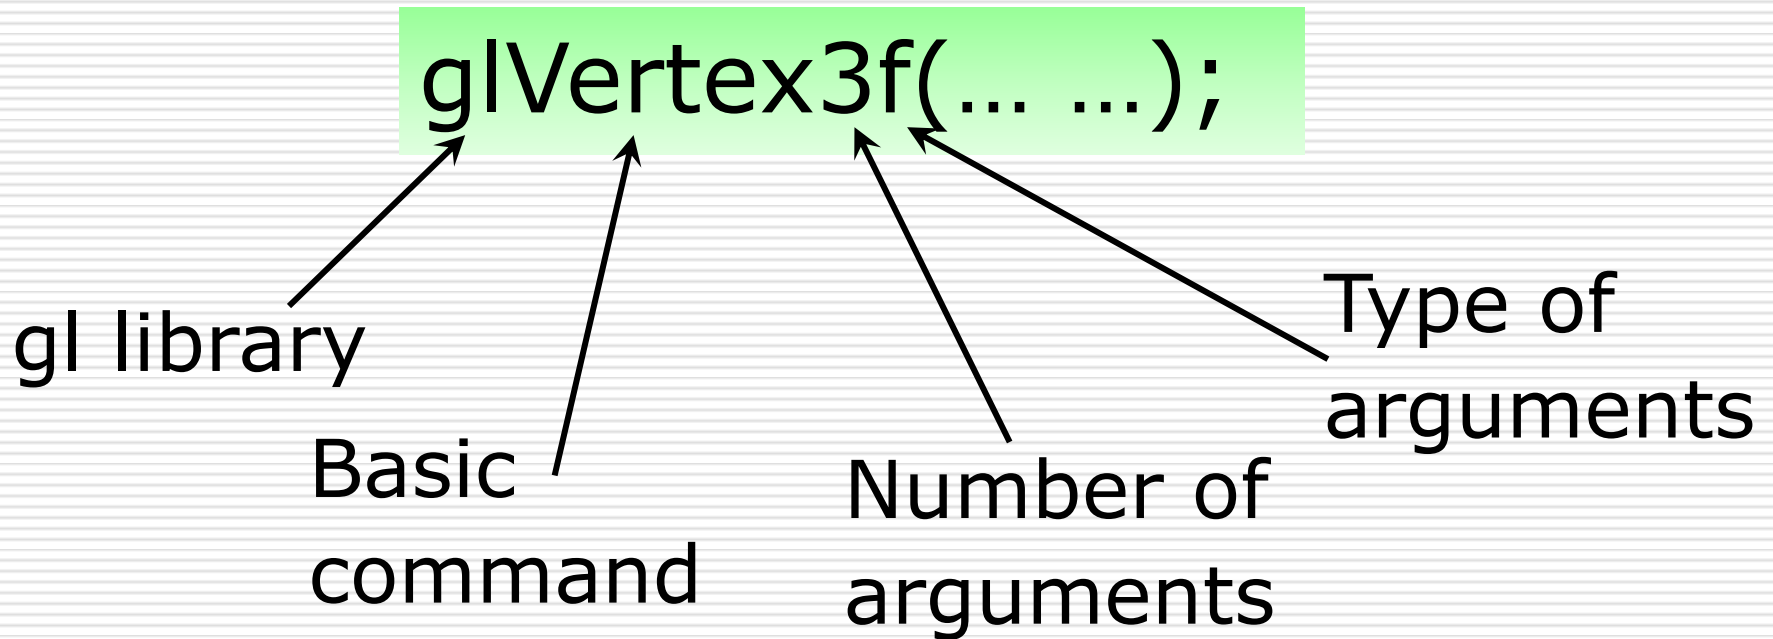 glVertex3f(… …);
gl library
Basic
command
Number of
arguments
Type of
arguments